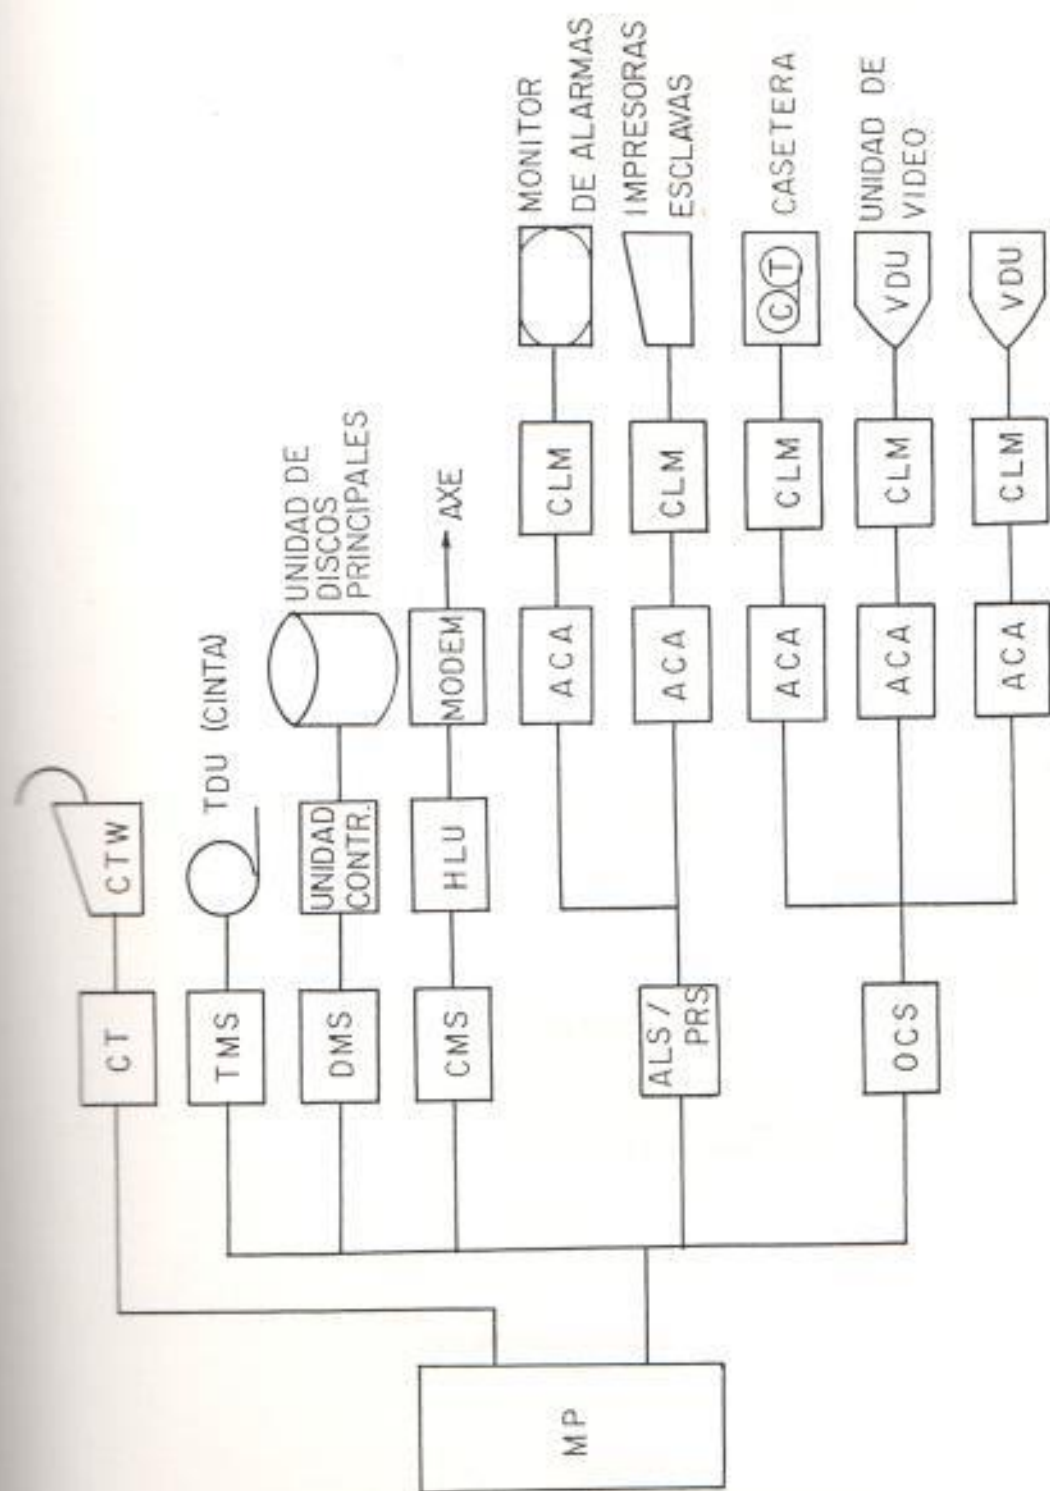 CT
CTW
TMS
TDU (CINTA)
DMS
UNIDAD
CONTR.
UNIDAD DE
DISCOS
PRINCIPALES
CMS
HLU
MODEM
AXE
MP
ALS /
PRS
ACA
CLM
MONITOR
DE ALARMAS
ACA
CLM
IMPRESORAS
ESCLAVAS
OCS
ACA
CLM
C T
CASETERA
ACA
CLM
VDU
UNIDAD DE
VIDEO
ACA
CLM
VDU